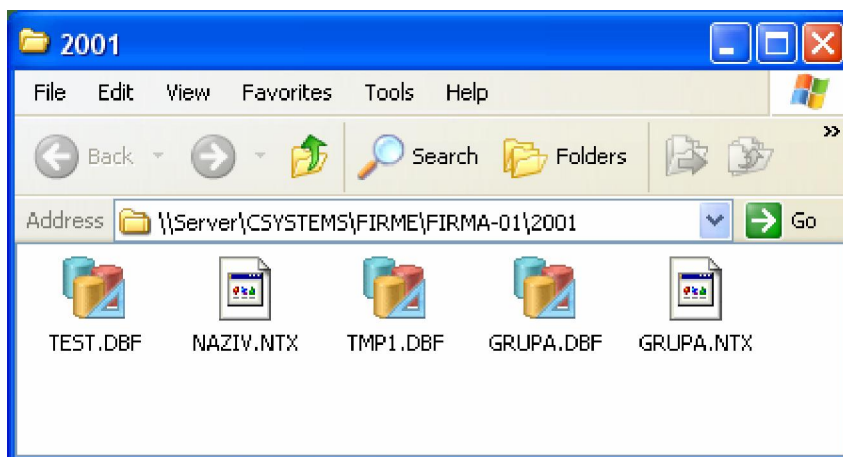 2001
File Edit View Favorites Tools Help
Back Search Folders »
Address \\Server\CSYSTEMS\FIRME\FIRMA-01\2001 Go
TEST.DBF NAZIV.NTX TMP1.DBF GRUPA.DBF GRUPA.NTX